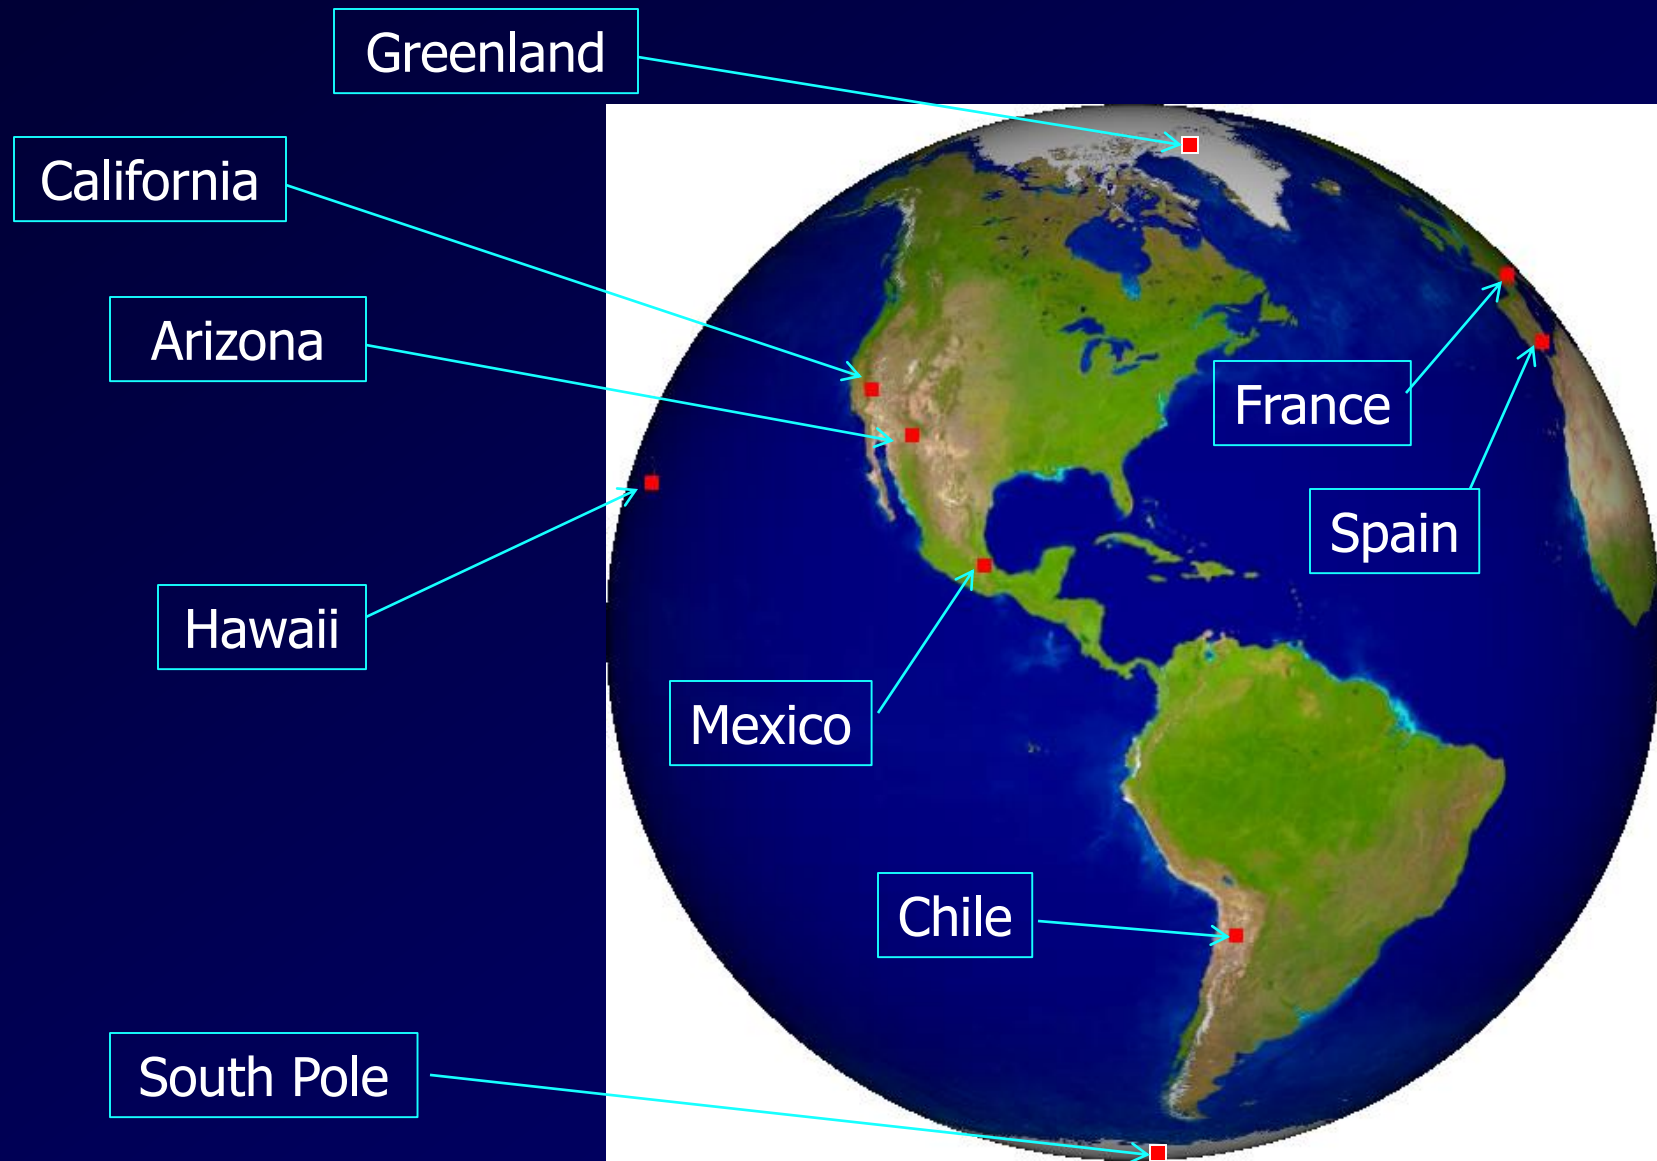 Greenland
California
Arizona
France
Spain
Hawaii
Mexico
Chile
South Pole